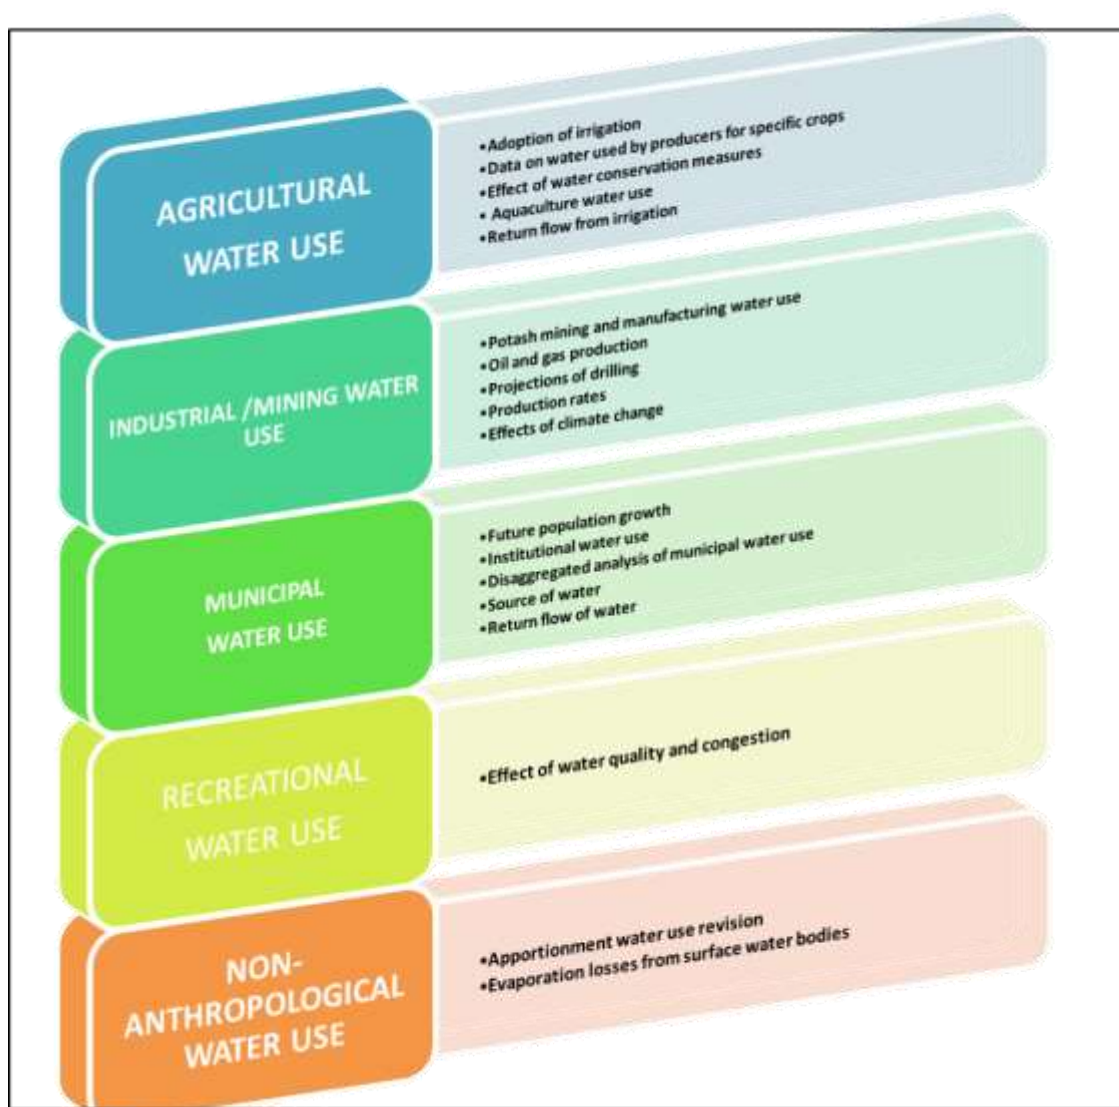 AGRICULTURAL
WATER USE
•Adoption of irrigation
•Data on water used by producers for specific crops
•Effect of water conservation measures
• Aquaculture water use
•Return flow from irrigation
INDUSTRIAL /MINING WATER
USE
•Potash mining and manufacturing water use
•Oil and gas production
•Projections of drilling
•Production rates
•Effects of climate change
MUNICIPAL
WATER USE
•Future population growth
•Institutional water use
•Disaggregated analysis of municipal water use
•Source of water
•Return flow of water
RECREATIONAL
WATER USE
•Effect of water quality and congestion
NON-
ANTHROPOLOGICAL
WATER USE
•Apportionment water use revision
•Evaporation losses from surface water bodies